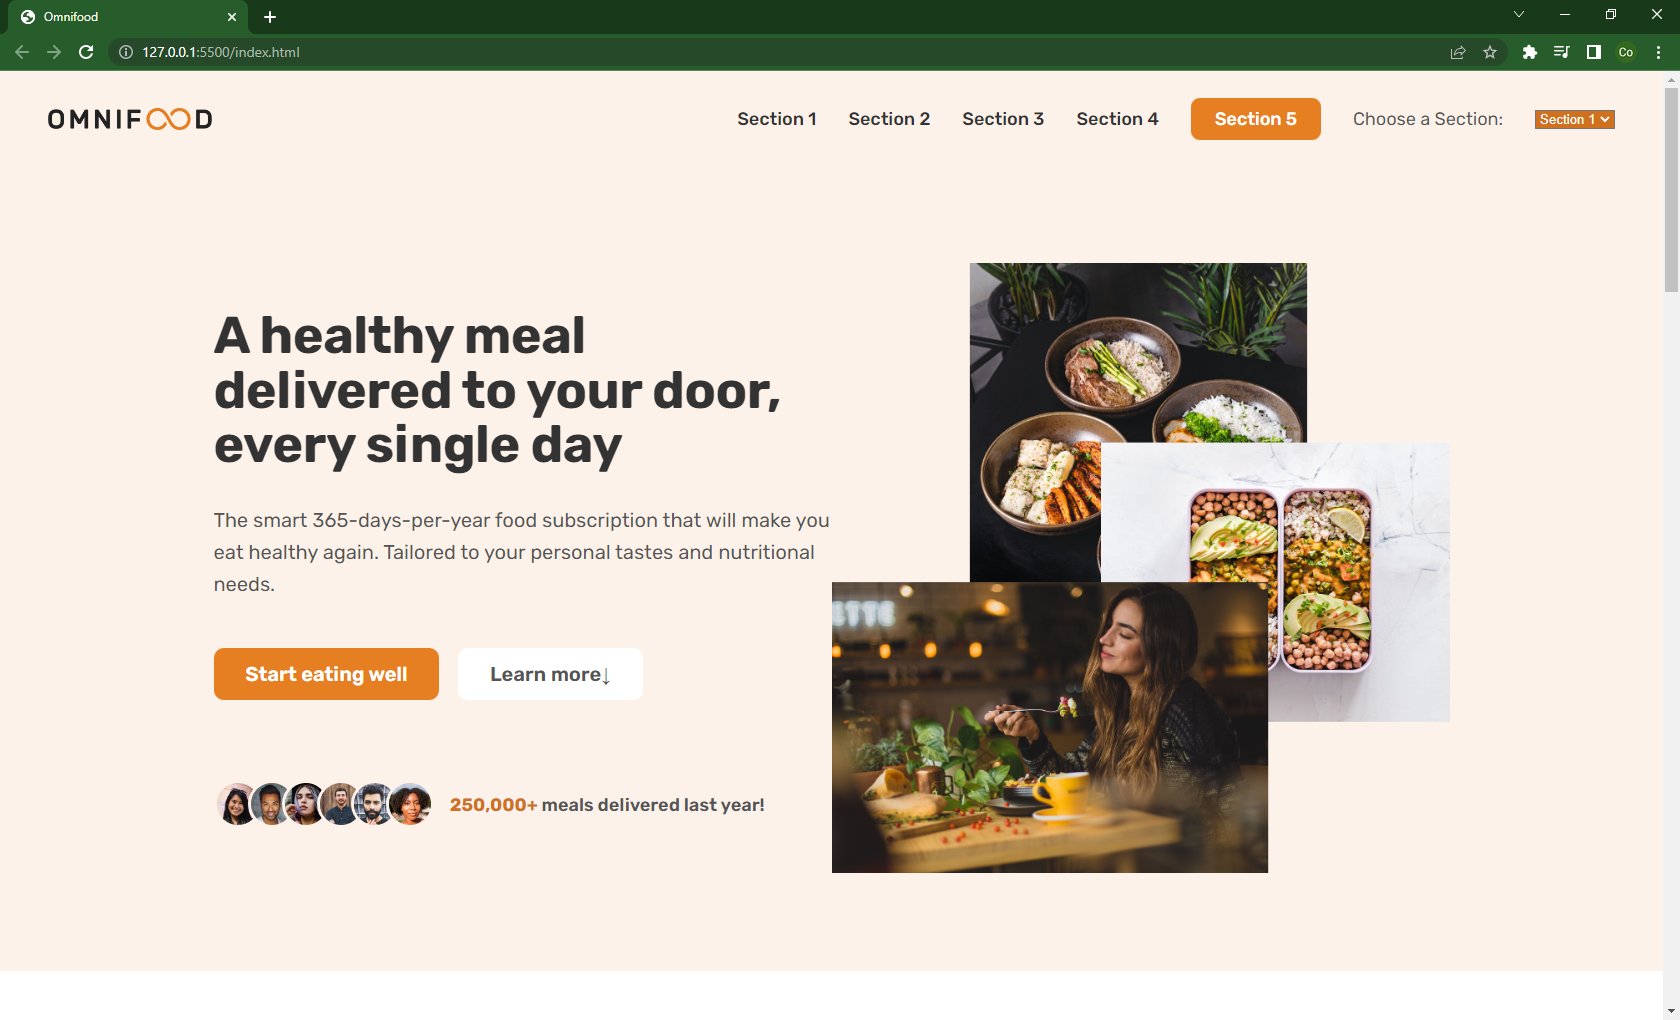 Omnifood
127.0.0.1:5500/index.html
Co
OMNIFOOD
Section 1
Section 2
Section 3
Section 4
Section 5
Choose a Section:
Section 1
A healthy meal
delivered to your door,
every single day
The smart 365-days-per-year food subscription that will make you
eat healthy again. Tailored to your personal tastes and nutritional
needs.
Start eating well
Learn more↓
250,000+ meals delivered last year!